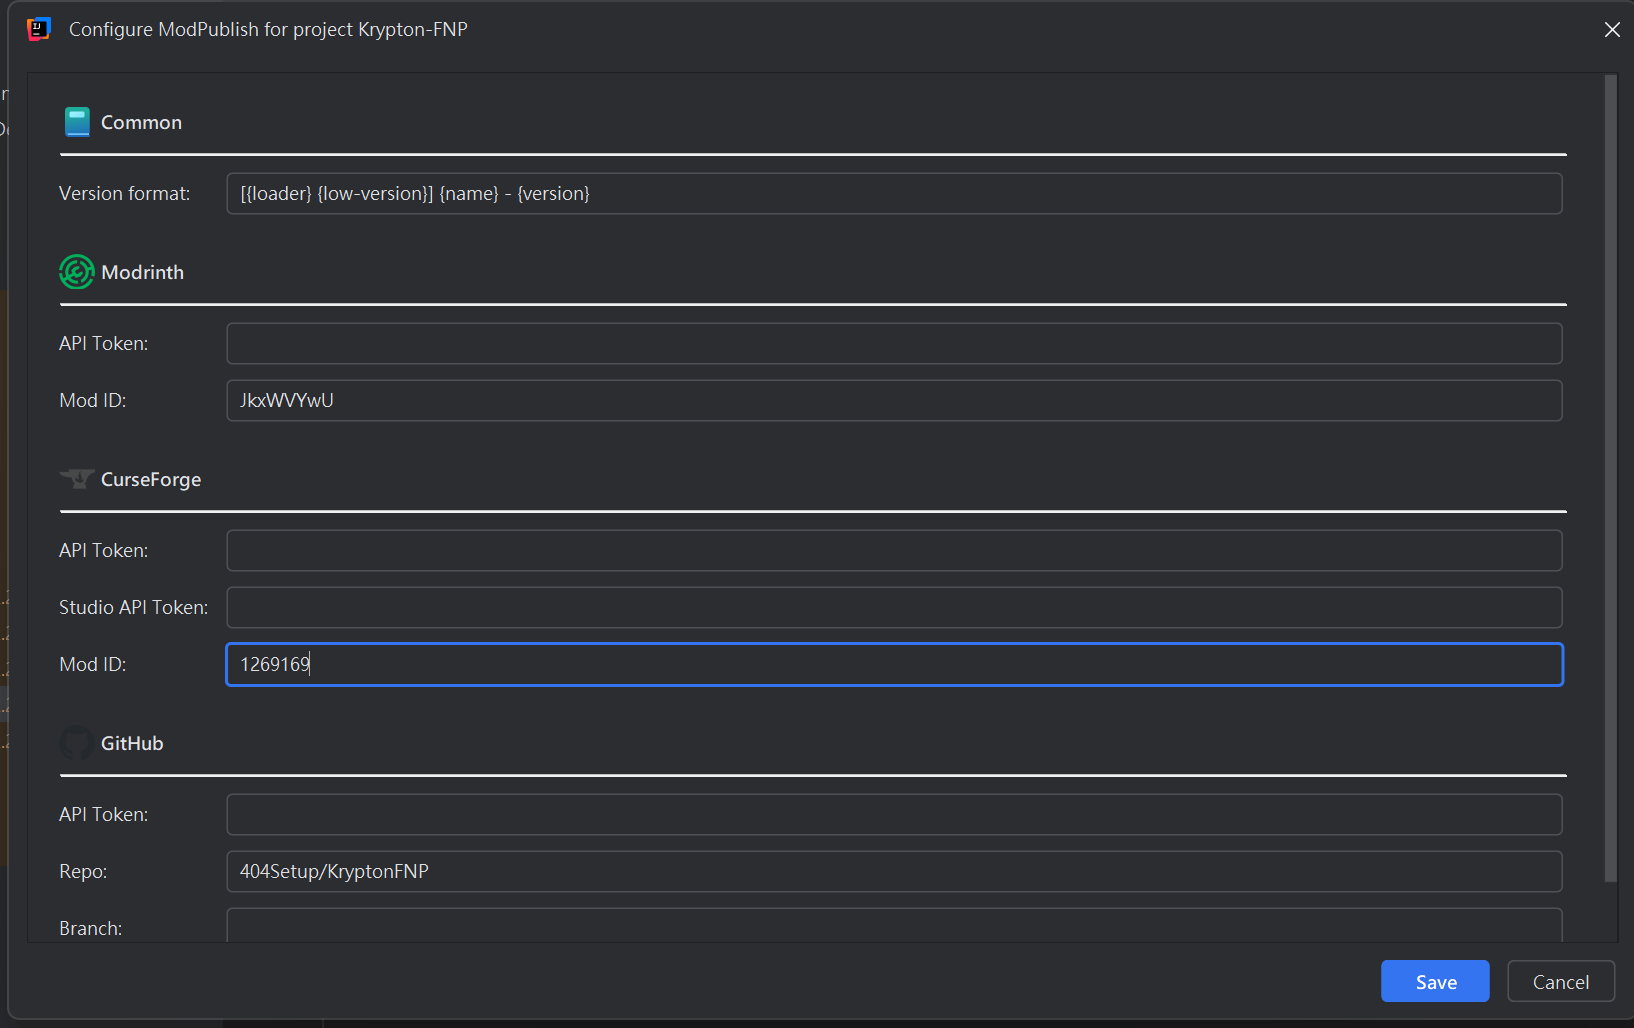 Configure ModPublish for project Krypton-FNP
Common
Version format: [{loader} {low-version}] {name} - {version}
Modrinth
API Token:
Mod ID: JkxWVYwU
CurseForge
API Token:
Studio API Token:
Mod ID: 1269169
GitHub
API Token:
Repo: 404Setup/KryptonFNP
Branch:
Save Cancel